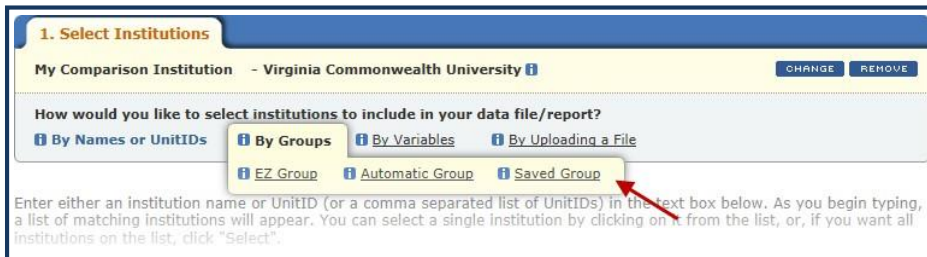 1. Select Institutions
My Comparison Institution - Virginia Commonwealth University
CHANGE REMOVE
How would you like to select institutions to include in your data file/report?
By Names or UnitIDs By Groups By Variables By Uploading a File
EZ Group Automatic Group Saved Group
Enter either an institution name or UnitID (or a comma separated list of UnitIDs) in the text box below. As you begin typing,
a list of matching institutions will appear. You can select a single institution by clicking on it from the list, or, if you want all
institutions on the list, click "Select".